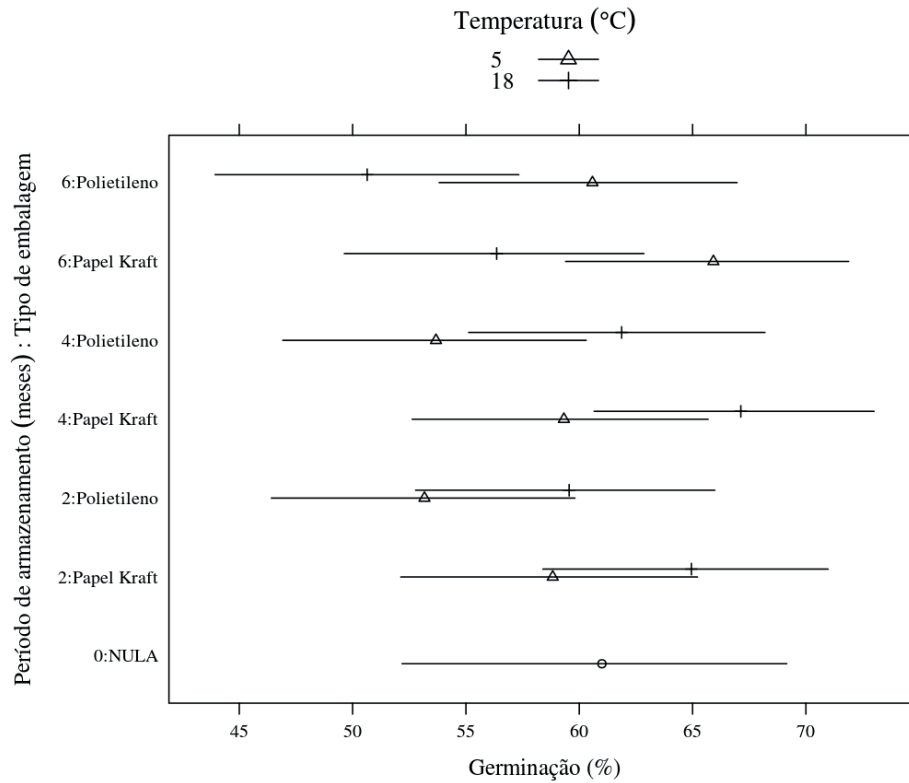 Temperatura (°C)
5
18
Período de armazenamento (meses) : Tipo de embalagem
6:Polietileno
6:Papel Kraft
4:Polietileno
4:Papel Kraft
2:Polietileno
2:Papel Kraft
0:NULA
45 50 55 60 65 70
Germinação (%)